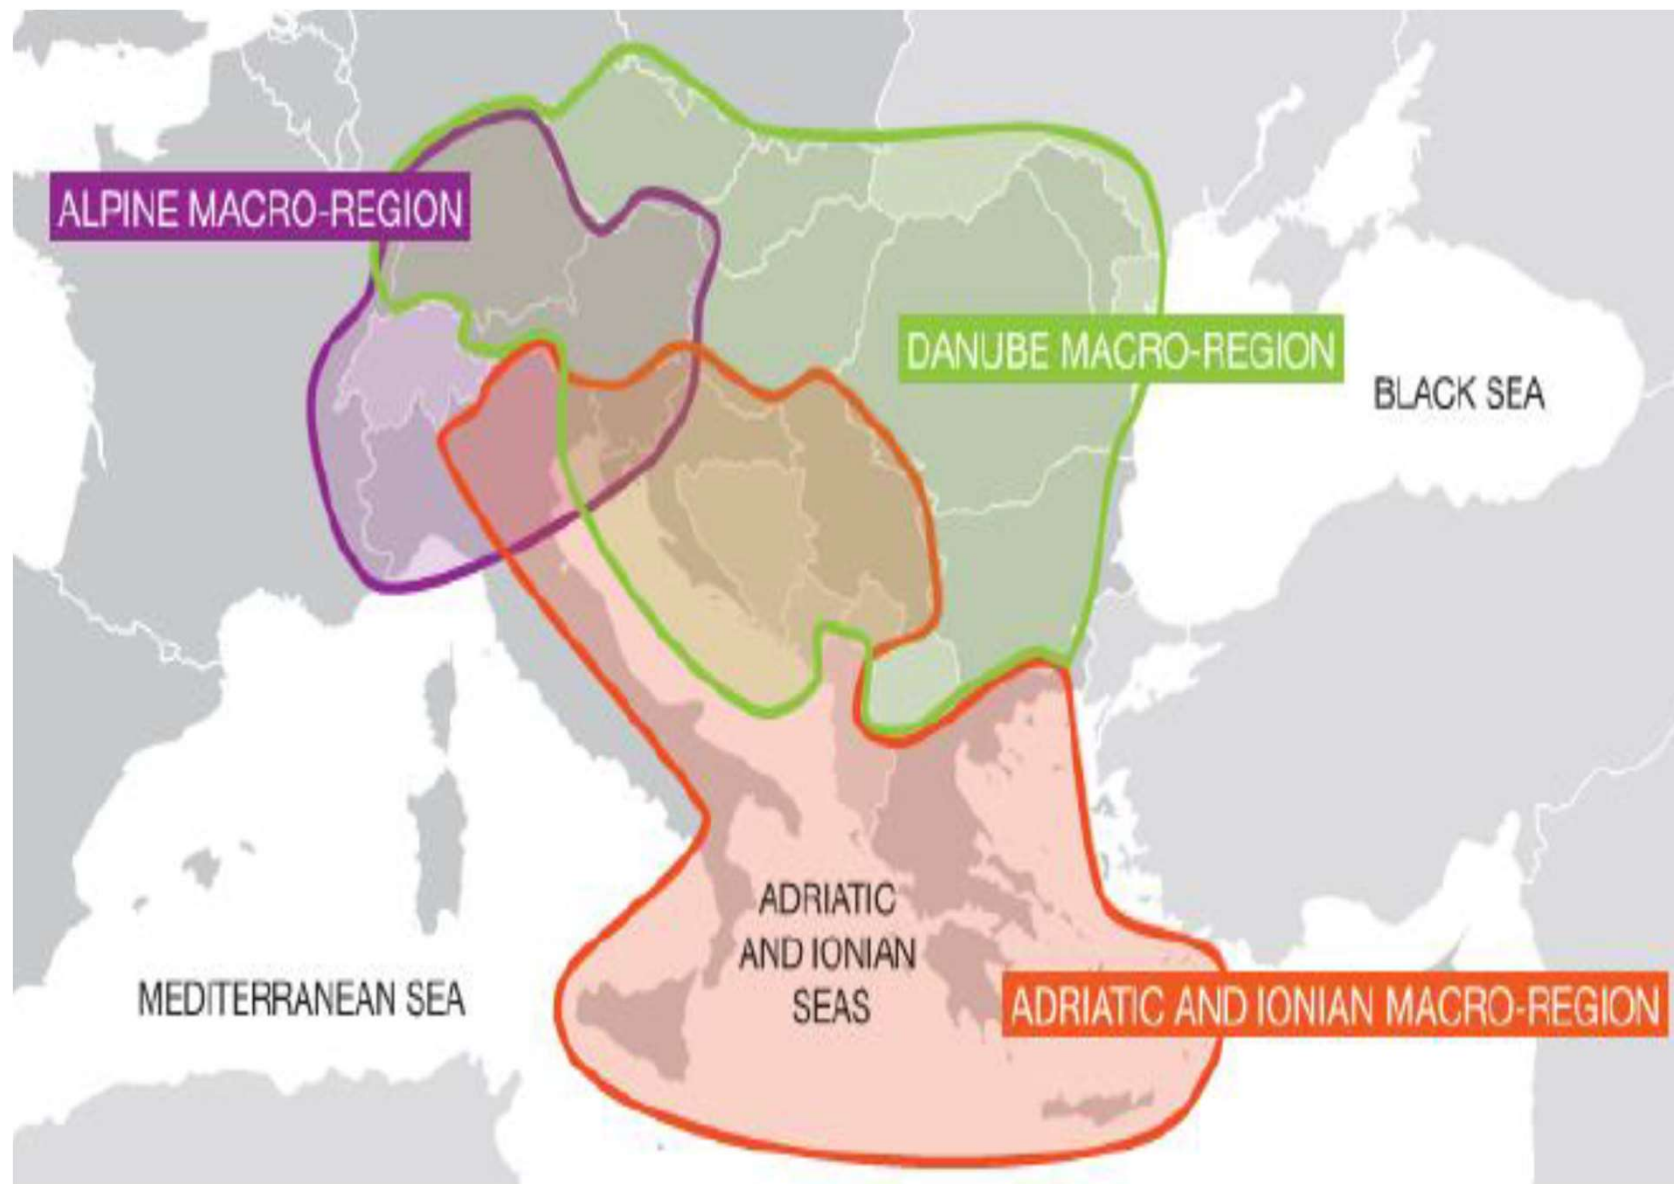 ALPINE MACRO-REGION
DANUBE MACRO-REGION
BLACK SEA
ADRIATIC
AND IONIAN
SEAS
MEDITERRANEAN SEA
ADRIATIC AND IONIAN MACRO-REGION